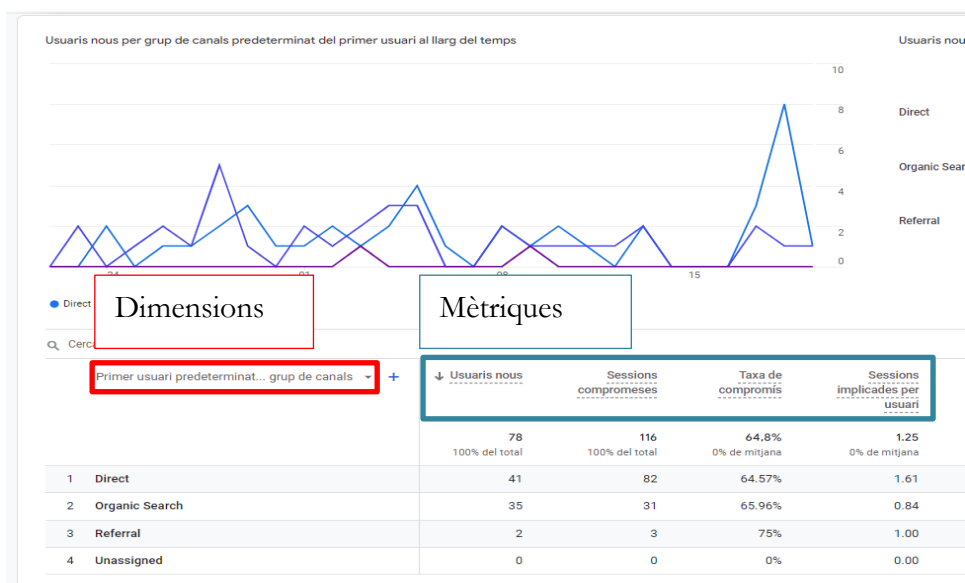 Usuaris nous per grup de canals predeterminat del primer usuari al llarg del temps
Usuaris nou
10
8
6
4
2
0
Direct
Organic Sear
Referral
01
15
Direct
Dimensions
Mètriques
Cerca
Primer usuari predeterminat... grup de canals
+
↓ Usuaris nous
Sessions
compromeses
Taxa de
compromís
Sessions
implicades per
usuari
78 116 64,8% 1.25
100% del total 100% del total 0% de mitjana 0% de mitjana
1 Direct 41 82 64.57% 1.61
2 Organic Search 35 31 65.96% 0.84
3 Referral 2 3 75% 1.00
4 Unassigned 0 0 0% 0.00